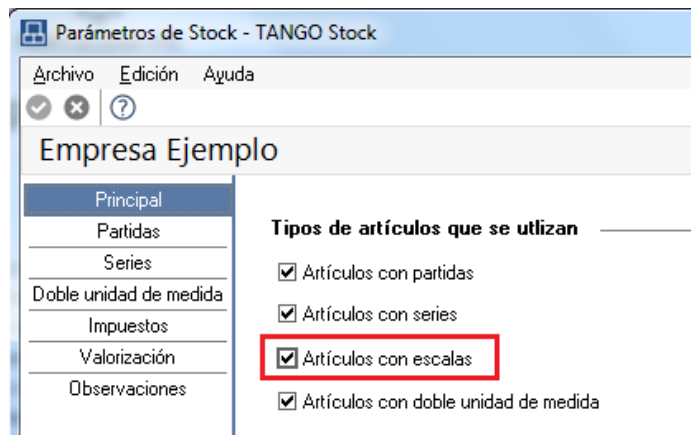 Parámetros de Stock - TANGO Stock
Archivo Edición Ayuda
Empresa Ejemplo
Principal
Partidas
Series
Doble unidad de medida
Impuestos
Valorización
Observaciones
Tipos de artículos que se utlizan
Artículos con partidas
Artículos con series
Artículos con escalas
Artículos con doble unidad de medida